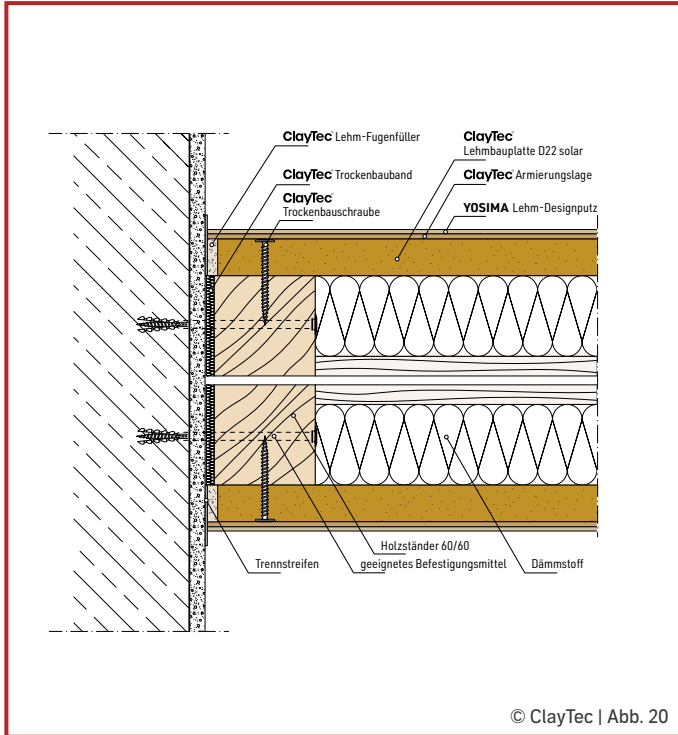 ClayTec Lehm-Fugenfüller
ClayTec Trockenbauband
ClayTec
Trockenbauschraube
ClayTec
Lehmbauplatte D22 solar
ClayTec Armierungslage
YOSIMA Lehm-Designputz
Trennstreifen
Holzständer 60/60
geeignetes Befestigungsmittel
Dämmstoff
© ClayTec | Abb. 20